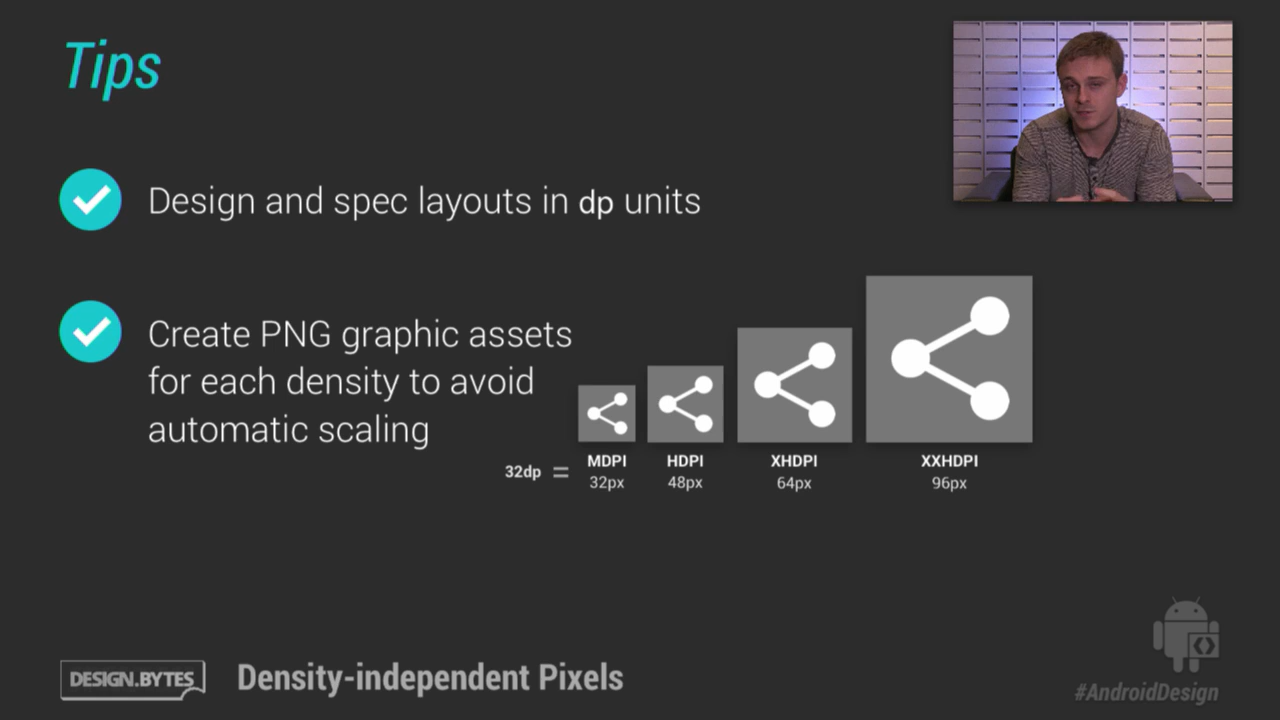 Tips
Design and spec layouts in dp units
Create PNG graphic assets
for each density to avoid
automatic scaling
32dp =
MDPI
32px
HDPI
48px
XHDPI
64px
XXHDPI
96px
DESIGN.BYTES
Density-independent Pixels
#AndroidDesign